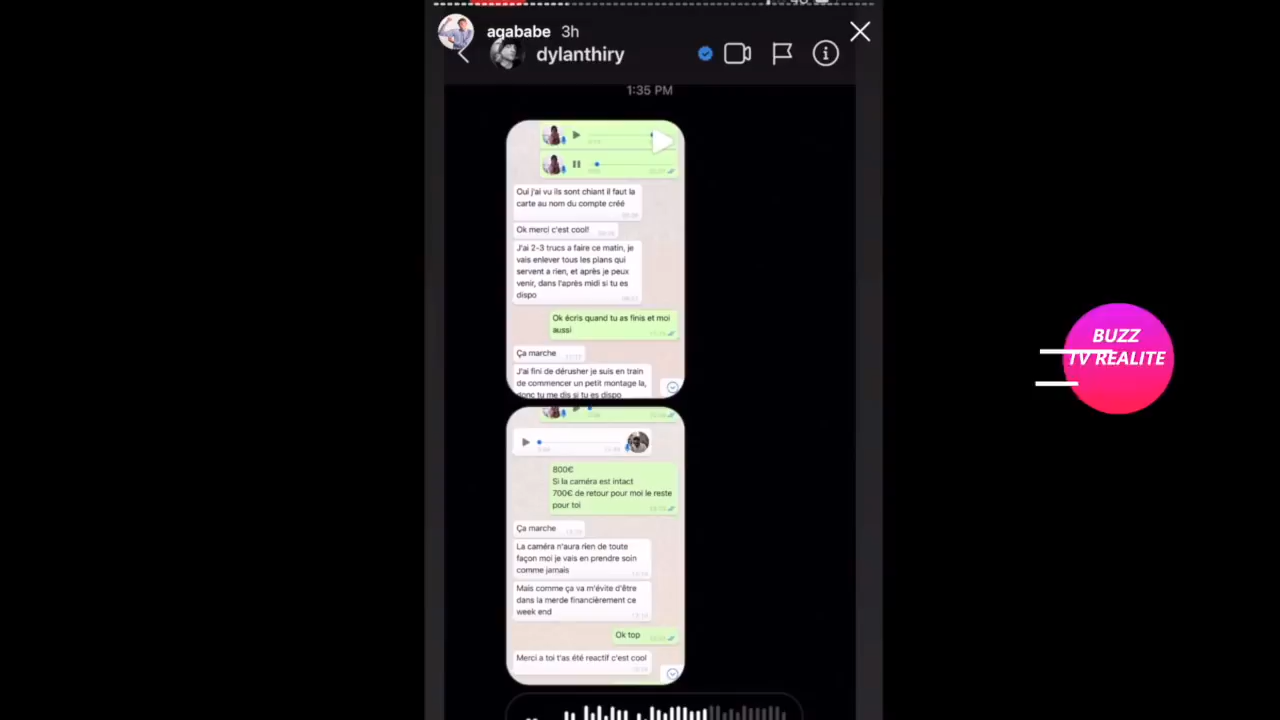 aqababe 3h
dylanthiry
1:35 PM
Oui j'ai vu ils sont chiant il faut la
carte au nom du compte créé
Ok merci c'est cool!
J'ai 2-3 trucs a faire ce matin, je
vais enlever tous les plans qui
servent a rien, et après je peux
venir, dans l'après midi si tu es
dispo
Ok écris quand tu as finis et moi
aussi
Ça marche
J'ai fini de dérusher je suis en train
de commencer un petit montage la,
donc tu me dis si tu es dispo
800€
Si la caméra est intact
700€ de retour pour moi le reste
pour toi
Ça marche
La caméra n'aura rien de toute
façon moi je vais en prendre soin
comme jamais
Mais comme ça va m'évite d'être
dans la merde financièrement ce
week end
Ok top
Merci a toi t'as été reactif c'est cool
BUZZ
TV REALITE